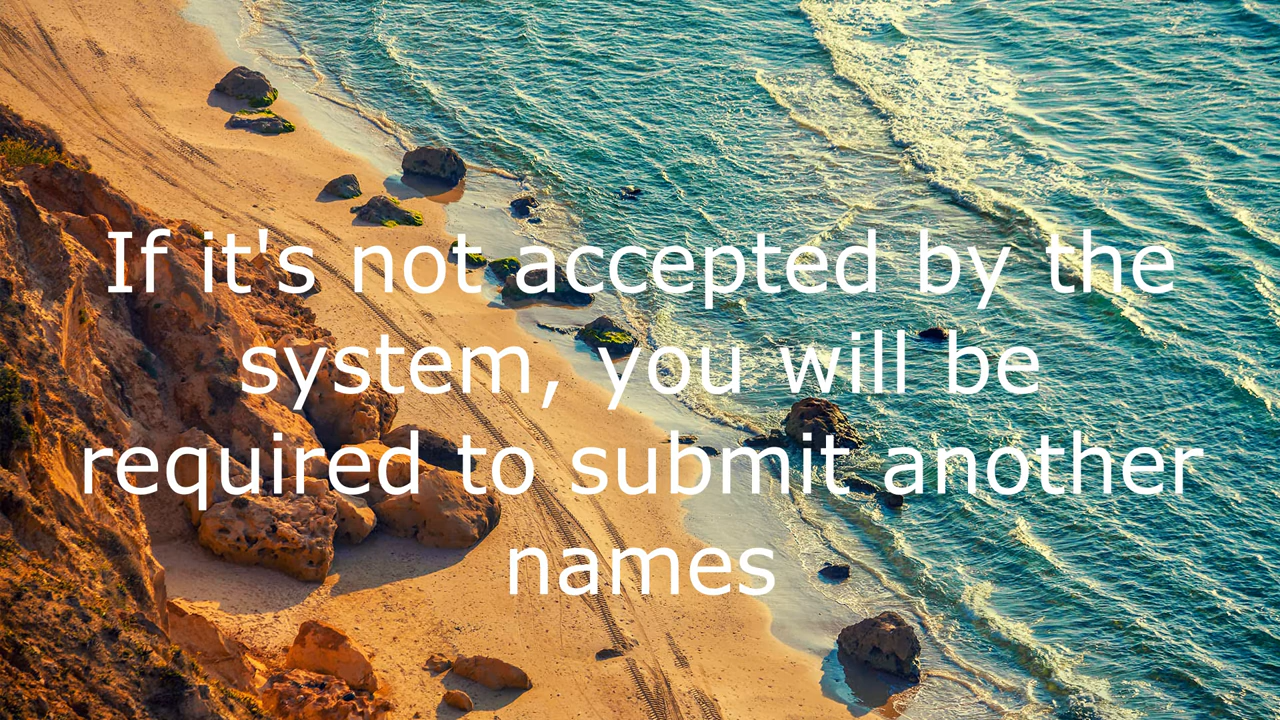 If it's not accepted by the
system, you will be
required to submit another
names